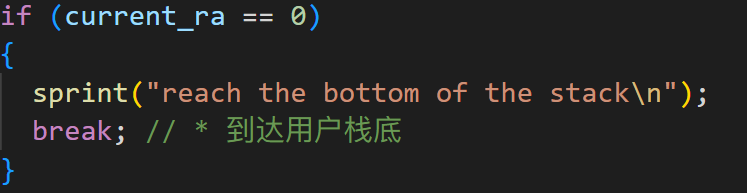 if (current_ra == 0)
{
  sprint("reach the bottom of the stack\n");
  break; // * 到达用户栈底
}